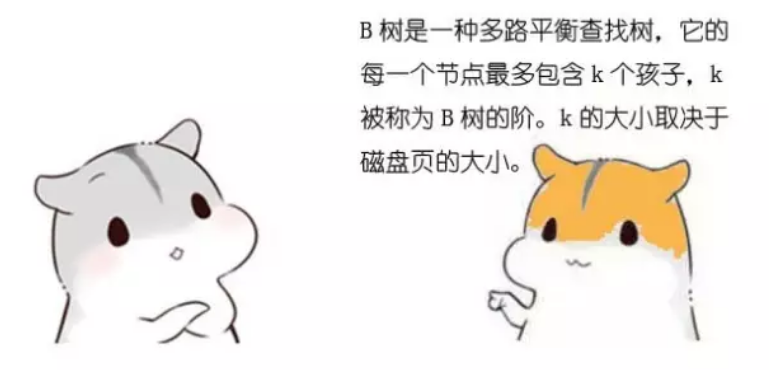 B 树是一种多路平衡查找树，它的
每一个节点最多包含 k 个孩子，k
被称为 B 树的阶。k 的大小取决于
磁盘页的大小。